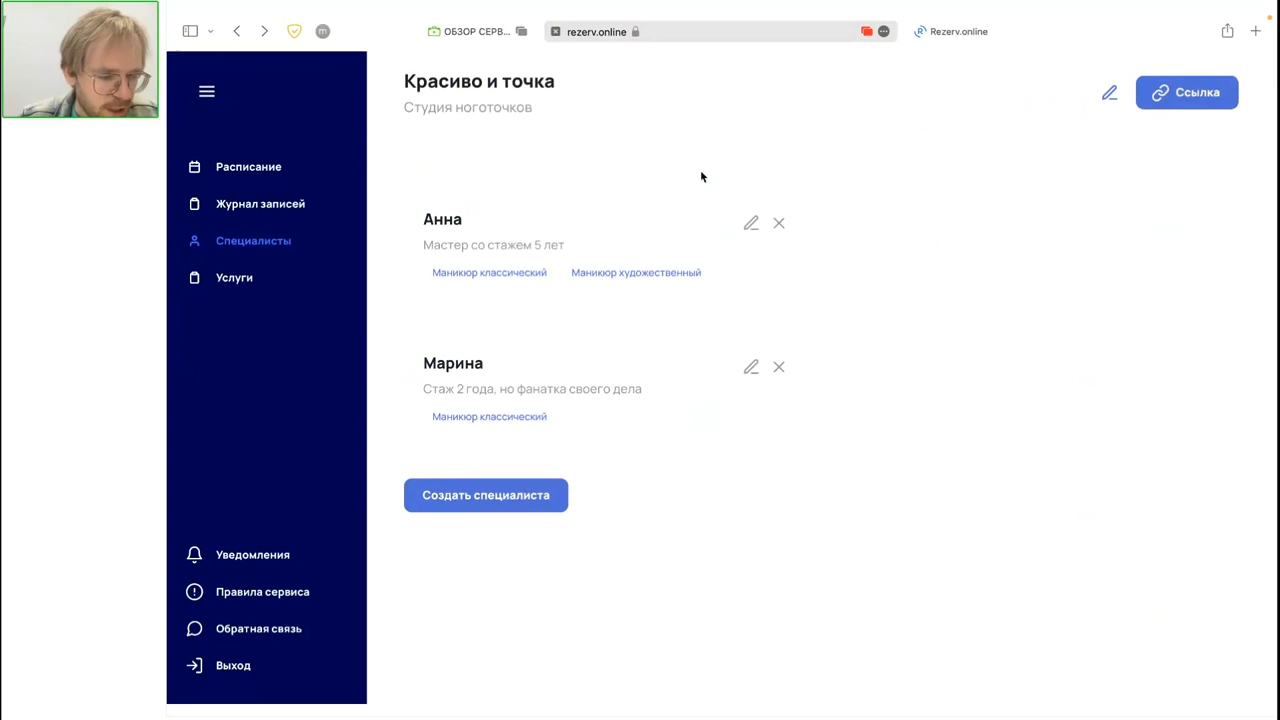 ОБЗОР СЕРВ...
rezerv.online
Rezerv.online
m
Красиво и точка
Студия ноготочков
Ссылка
Расписание
Журнал записей
Специалисты
Услуги
Анна
Мастер со стажем 5 лет
Маникюр классический Маникюр художественный
Марина
Стаж 2 года, но фанатка своего дела
Маникюр классический
Создать специалиста
Уведомления
Правила сервиса
Обратная связь
Выход